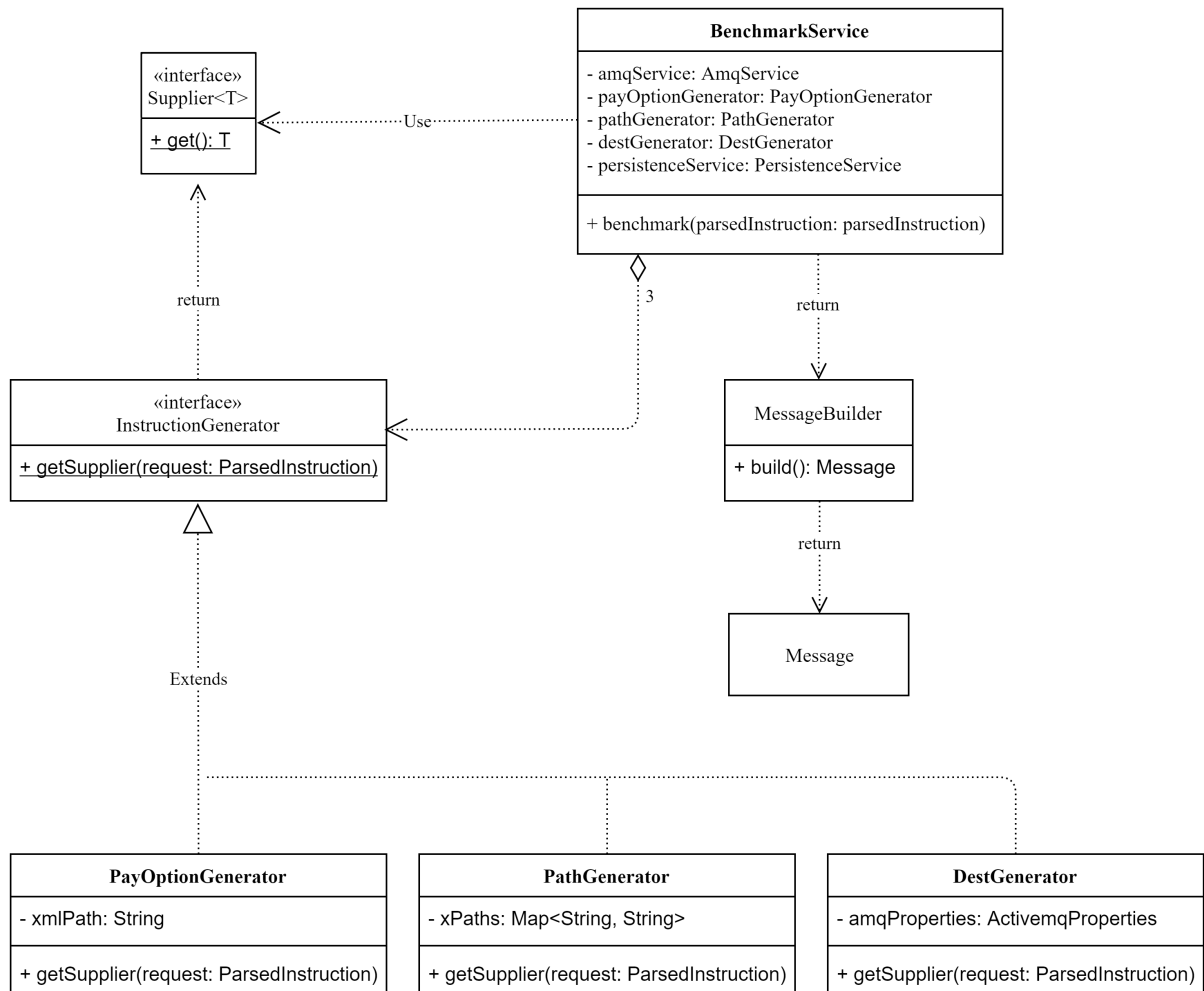 BenchmarkService
- amqService: AmqService
- payOptionGenerator: PayOptionGenerator
- pathGenerator: PathGenerator
- destGenerator: DestGenerator
- persistenceService: PersistenceService
+ benchmark(parsedInstruction: parsedInstruction)
«interface»
Supplier<T>
+ get(): T
Use
return
3
return
«interface»
InstructionGenerator
+ getSupplier(request: ParsedInstruction)
MessageBuilder
+ build(): Message
return
Message
Extends
PayOptionGenerator
- xmlPath: String
+ getSupplier(request: ParsedInstruction)
PathGenerator
- xPaths: Map<String, String>
+ getSupplier(request: ParsedInstruction)
DestGenerator
- amqProperties: ActivemqProperties
+ getSupplier(request: ParsedInstruction)